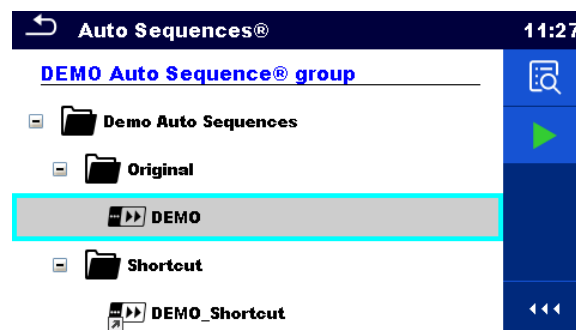 Auto Sequences®
11:27
DEMO Auto Sequence® group
Demo Auto Sequences
Original
DEMO
Shortcut
DEMO_Shortcut